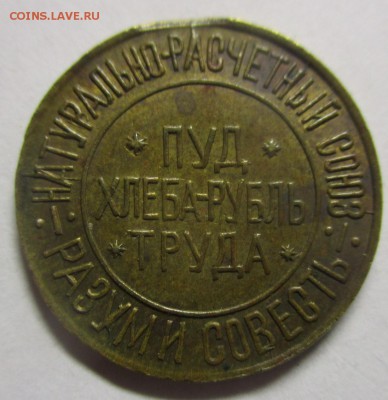 COINS.LAVE.RU
НАТУРАЛЬНО-РАСЧЕТНЫЙ СОЮЗ
ПУД
ХЛЕБА-РУБЛЬ
ТРУДА
РАЗУМ И СОВЕСТЬ